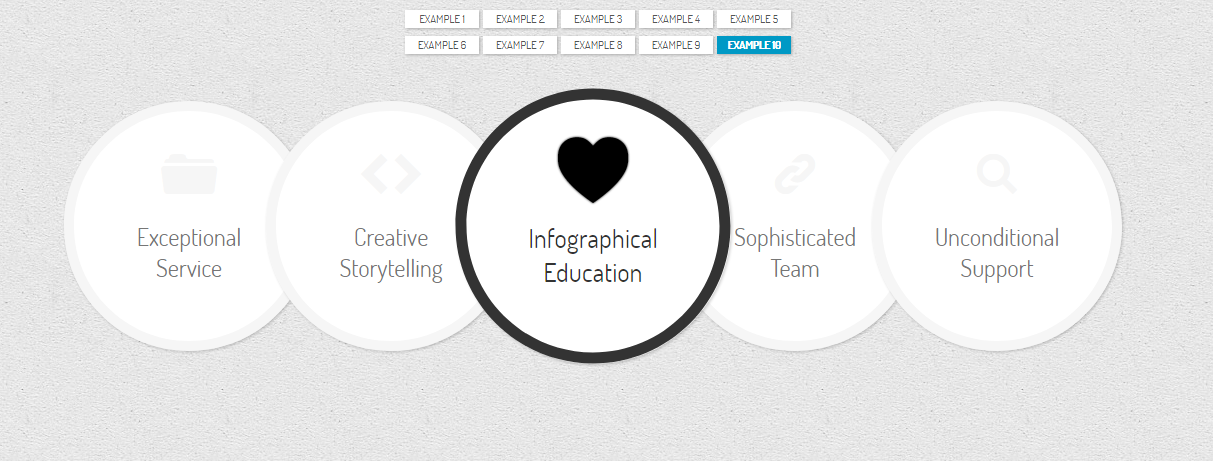 EXAMPLE 1 EXAMPLE 2 EXAMPLE 3 EXAMPLE 4 EXAMPLE 5
EXAMPLE 6 EXAMPLE 7 EXAMPLE 8 EXAMPLE 9 EXAMPLE 10
Exceptional
Service
Creative
Storytelling
Infographical
Education
Sophisticated
Team
Unconditional
Support